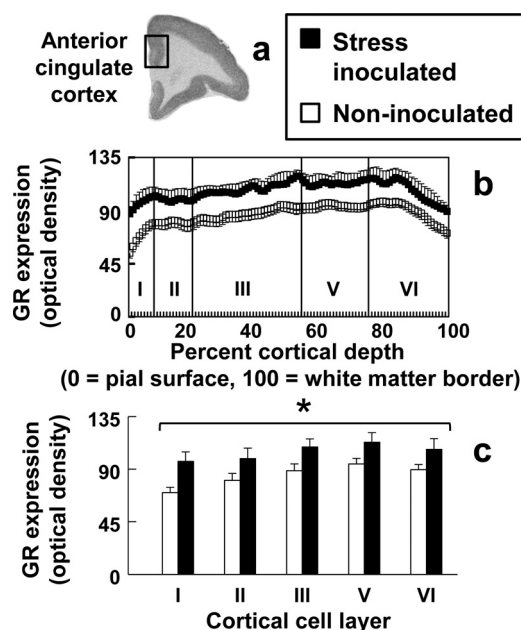 Anterior
cingulate
cortex
a
Stress
inoculated
Non-inoculated
b
GR expression
(optical density)
135
90
45
0
I II III V VI
0 20 40 60 80 100
Percent cortical depth
(0 = pial surface, 100 = white matter border)
c
*
GR expression
(optical density)
135
90
45
0
I II III V VI
Cortical cell layer